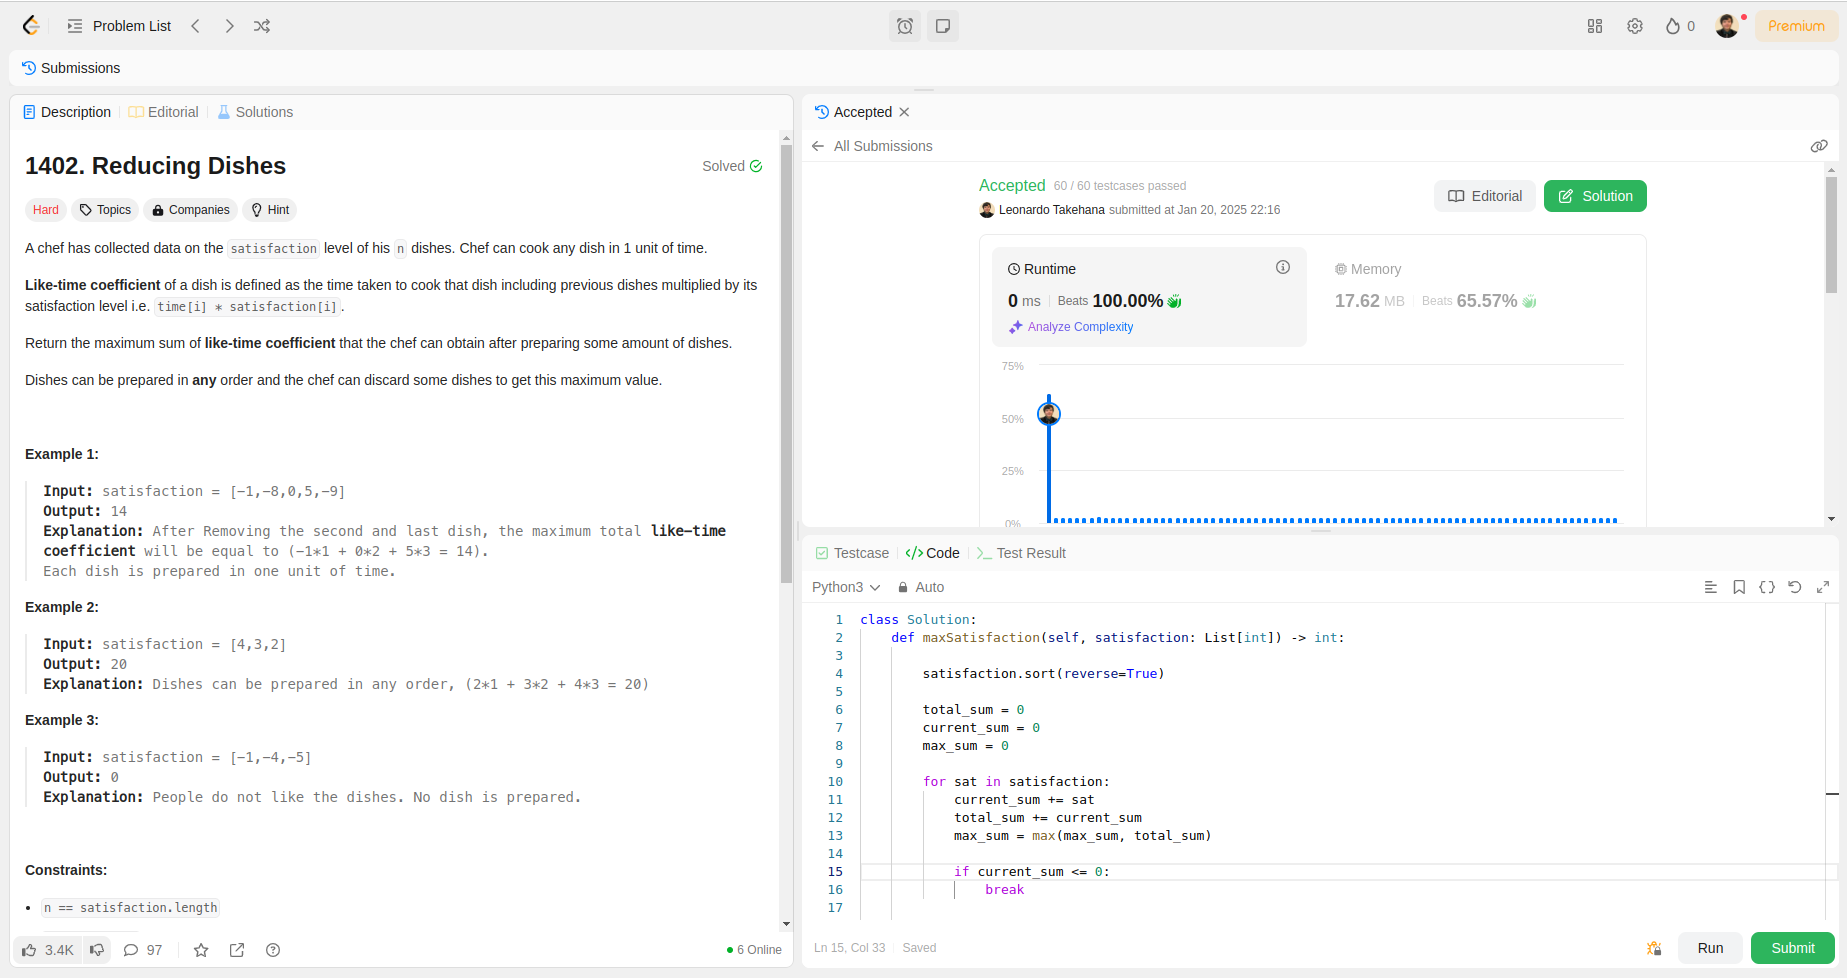 Problem List
0
Premium
Submissions
Description
Editorial
Solutions
1402. Reducing Dishes
Solved
Hard
Topics
Companies
Hint
A chef has collected data on the satisfaction level of his n dishes. Chef can cook any dish in 1 unit of time.
Like-time coefficient of a dish is defined as the time taken to cook that dish including previous dishes multiplied by its
satisfaction level i.e. time[i] * satisfaction[i].
Return the maximum sum of like-time coefficient that the chef can obtain after preparing some amount of dishes.
Dishes can be prepared in any order and the chef can discard some dishes to get this maximum value.
Example 1:
Input: satisfaction = [-1,-8,0,5,-9]
Output: 14
Explanation: After Removing the second and last dish, the maximum total like-time
coefficient will be equal to (-1*1 + 0*2 + 5*3 = 14).
Each dish is prepared in one unit of time.
Example 2:
Input: satisfaction = [4,3,2]
Output: 20
Explanation: Dishes can be prepared in any order, (2*1 + 3*2 + 4*3 = 20)
Example 3:
Input: satisfaction = [-1,-4,-5]
Output: 0
Explanation: People do not like the dishes. No dish is prepared.
Constraints:
• n == satisfaction.length
3.4K
97
6 Online
Accepted
All Submissions
Accepted 60 / 60 testcases passed
Leonardo Takehana submitted at Jan 20, 2025 22:16
Editorial
Solution
Runtime
0 ms Beats 100.00%
Analyze Complexity
Memory
17.62 MB Beats 65.57%
75%
50%
25%
0%
Testcase
Code
Test Result
Python3
Auto
1 class Solution:
2 def maxSatisfaction(self, satisfaction: List[int]) -> int:
3
4 satisfaction.sort(reverse=True)
5
6 total_sum = 0
7 current_sum = 0
8 max_sum = 0
9
10 for sat in satisfaction:
11 current_sum += sat
12 total_sum += current_sum
13 max_sum = max(max_sum, total_sum)
14
15 if current_sum <= 0:
16 break
17
Ln 15, Col 33
Saved
Run
Submit